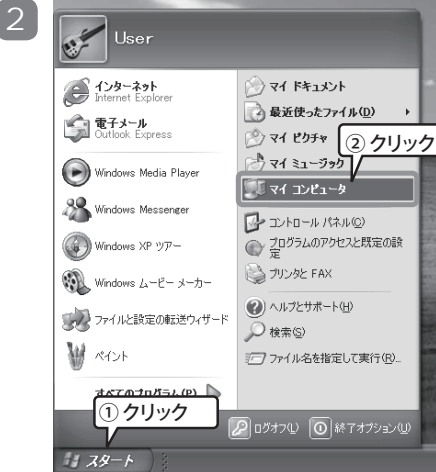 2
User
インターネット
Internet Explorer
電子メール
Outlook Express
Windows Media Player
Windows Messenger
Windows XP ツアー
Windows ムービー メーカー
ファイルと設定の転送ウィザード
ペイント
すべてのプログラム(P)
① クリック
マイ ドキュメント
最近使ったファイル(D)
マイ ピクチャ
② クリック
マイ ミュージック
マイ コンピュータ
コントロール パネル(C)
プログラムのアクセスと既定の設
定
プリンタと FAX
ヘルプとサポート(H)
検索(S)
ファイル名を指定して実行(R)...
ログオフ(L)
終了オプション(U)
スタート